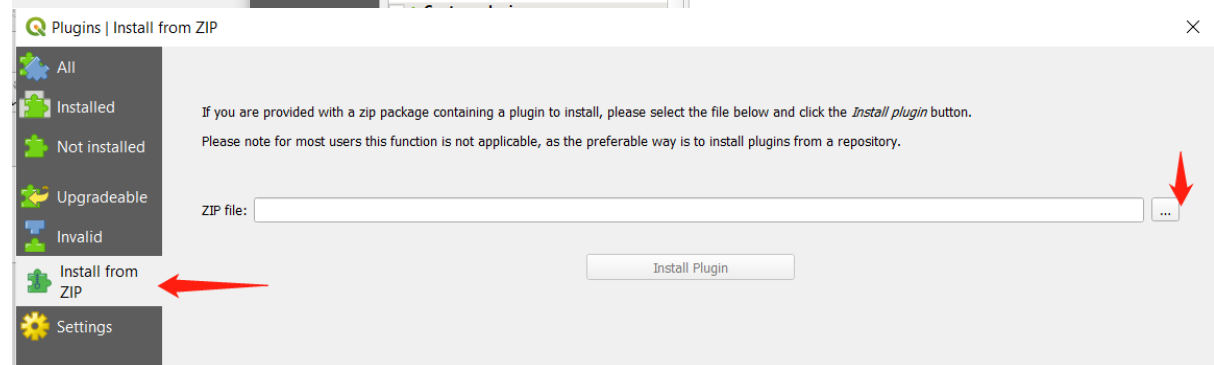 Plugins | Install from ZIP
All
Installed
Not installed
Upgradeable
Invalid
Install from
ZIP
Settings
If you are provided with a zip package containing a plugin to install, please select the file below and click the Install plugin button.
Please note for most users this function is not applicable, as the preferable way is to install plugins from a repository.
ZIP file:
...
Install Plugin